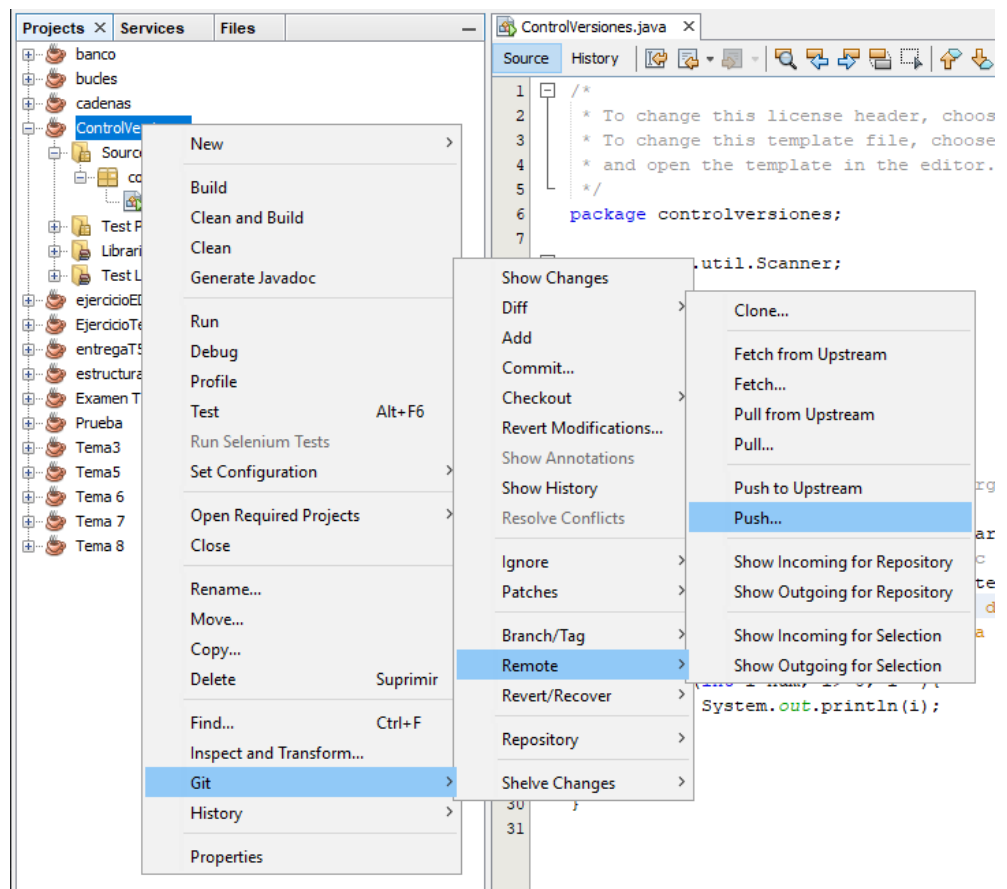 Projects
Services
Files
banco
bucles
cadenas
ControlVe
Sourc
co
Test P
Librari
Test L
ejercicioE
EjercicioTe
entregaT5
estructura
Examen T
Prueba
Tema3
Tema5
Tema 6
Tema 7
Tema 8
New
Build
Clean and Build
Clean
Generate Javadoc
Run
Debug
Profile
Test Alt+F6
Run Selenium Tests
Set Configuration
Open Required Projects
Close
Rename...
Move...
Copy...
Delete Suprimir
Find... Ctrl+F
Inspect and Transform...
Git
History
Properties
Show Changes
Diff
Add
Commit...
Checkout
Revert Modifications...
Show Annotations
Show History
Resolve Conflicts
Ignore
Patches
Branch/Tag
Remote
Revert/Recover
Repository
Shelve Changes
Clone...
Fetch from Upstream
Fetch...
Pull from Upstream
Pull...
Push to Upstream
Push...
Show Incoming for Repository
Show Outgoing for Repository
Show Incoming for Selection
Show Outgoing for Selection
ControlVersiones.java
Source History
1 /*
2 * To change this license header, choos
3 * To change this template file, choose
4 * and open the template in the editor.
5 */
6 package controlversiones;
7
.util.Scanner;
System.out.println(i);
30 }
31